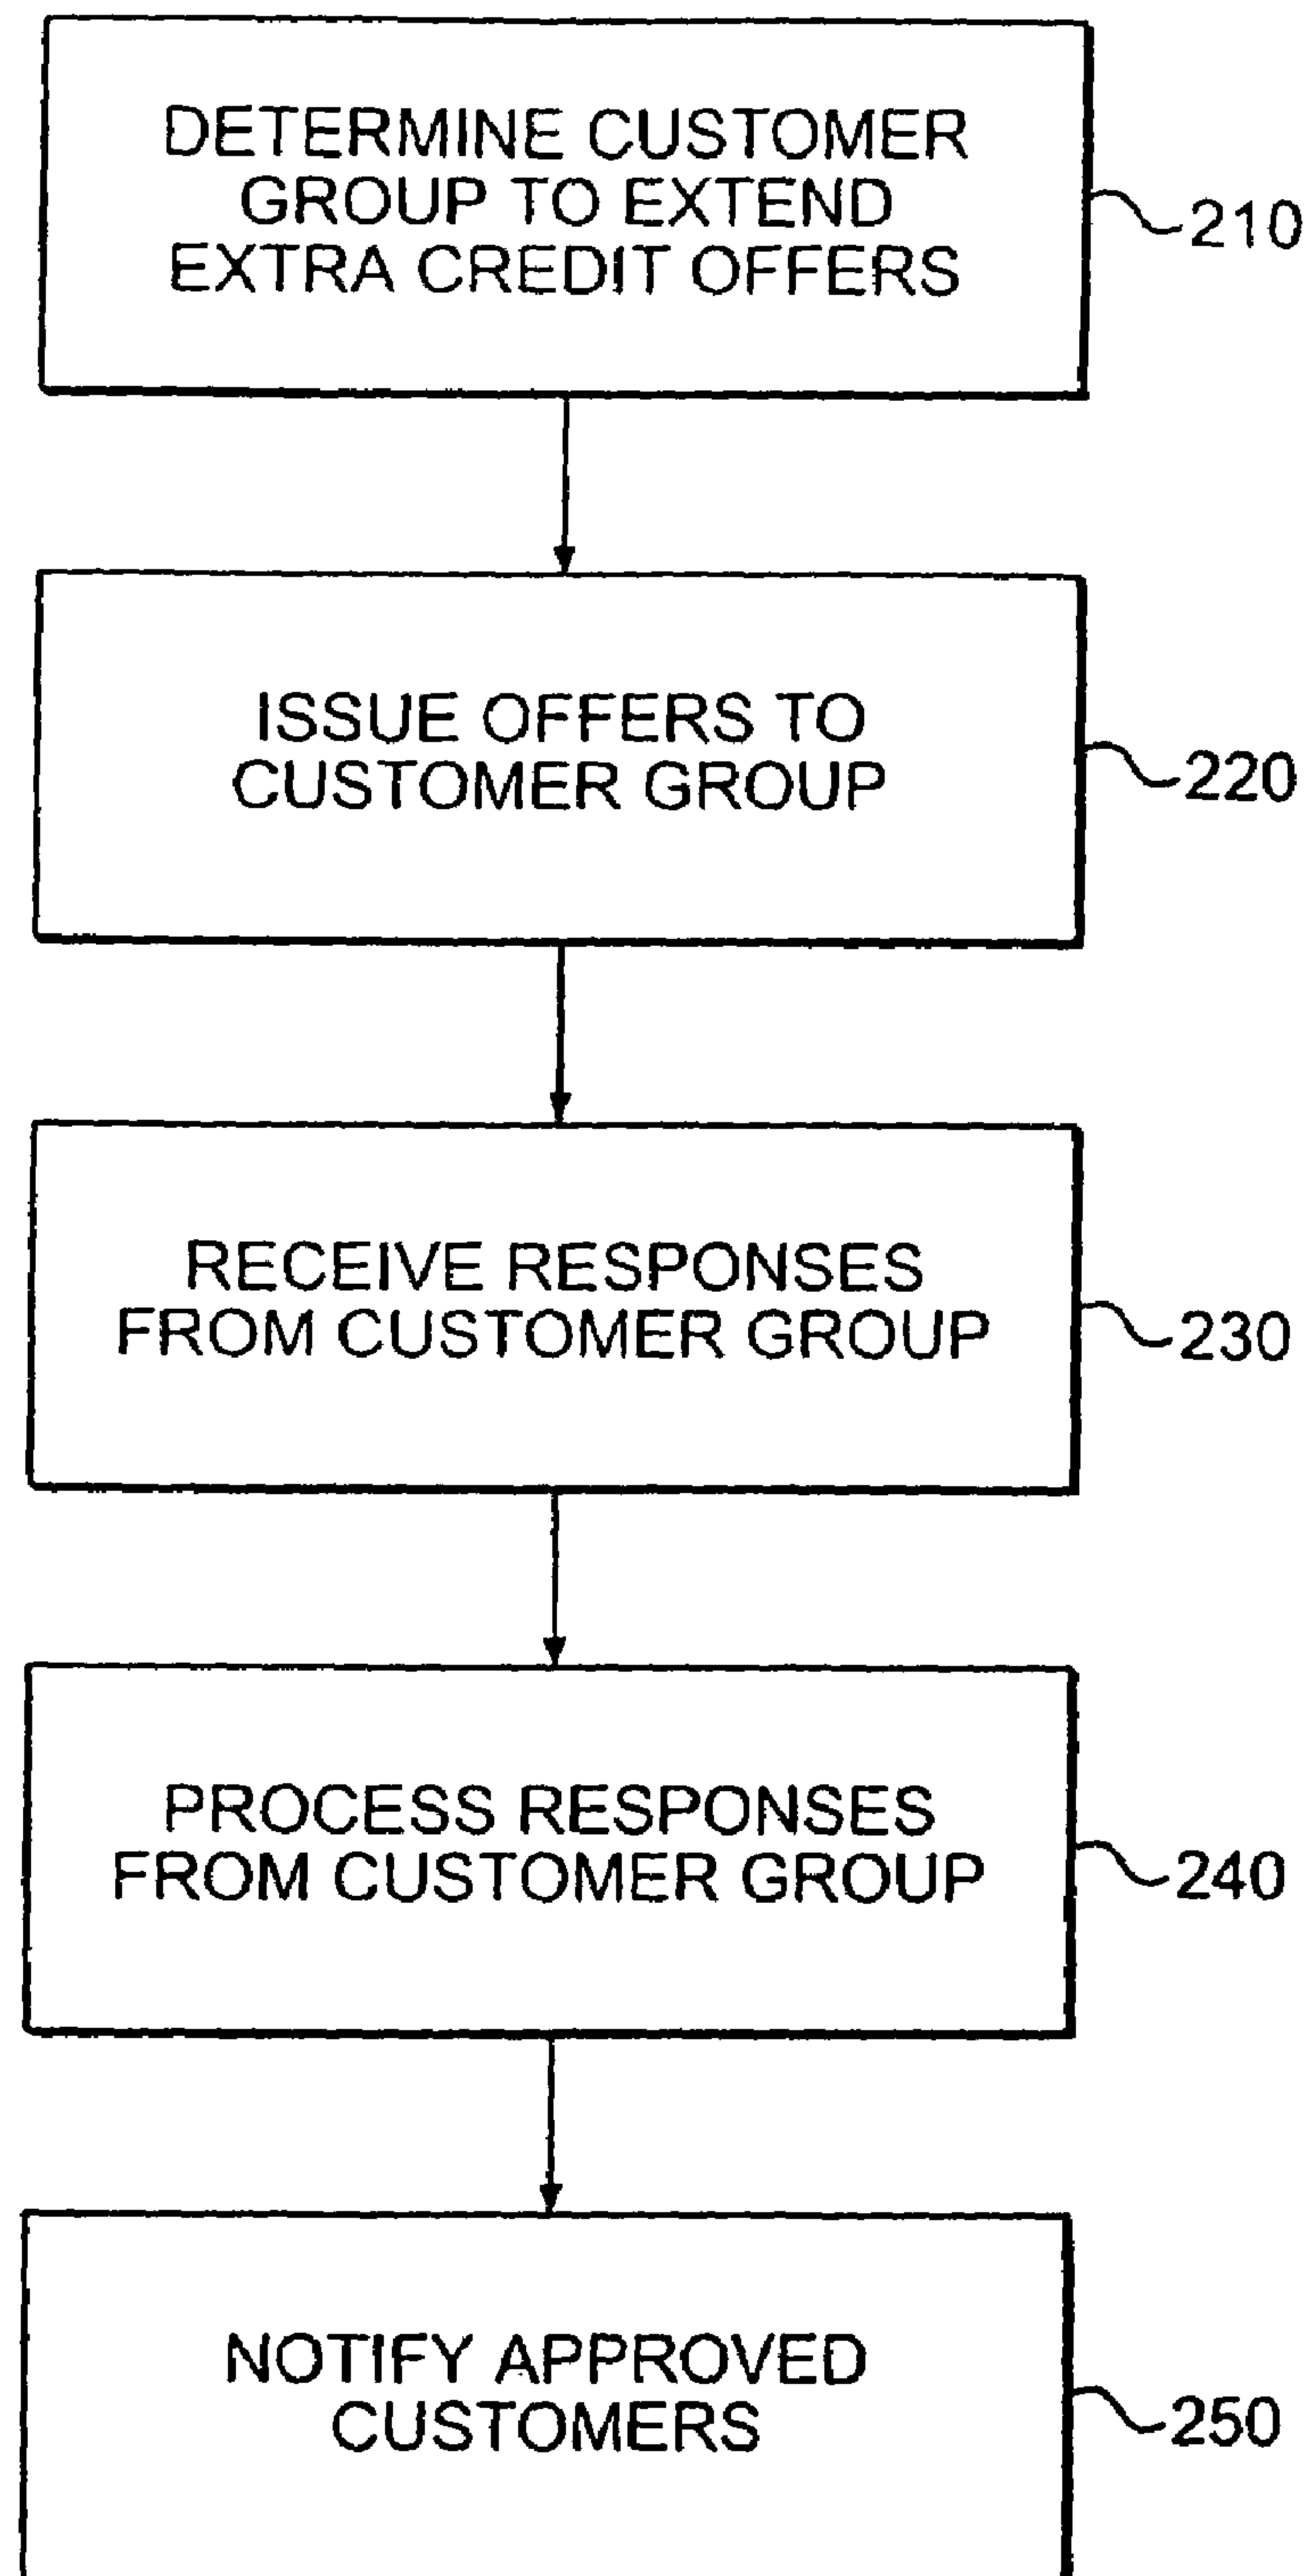 DETERMINE CUSTOMER
GROUP TO EXTEND
EXTRA CREDIT OFFERS
210
ISSUE OFFERS TO
CUSTOMER GROUP
220
RECEIVE RESPONSES
FROM CUSTOMER GROUP
230
PROCESS RESPONSES
FROM CUSTOMER GROUP
240
NOTIFY APPROVED
CUSTOMERS
250